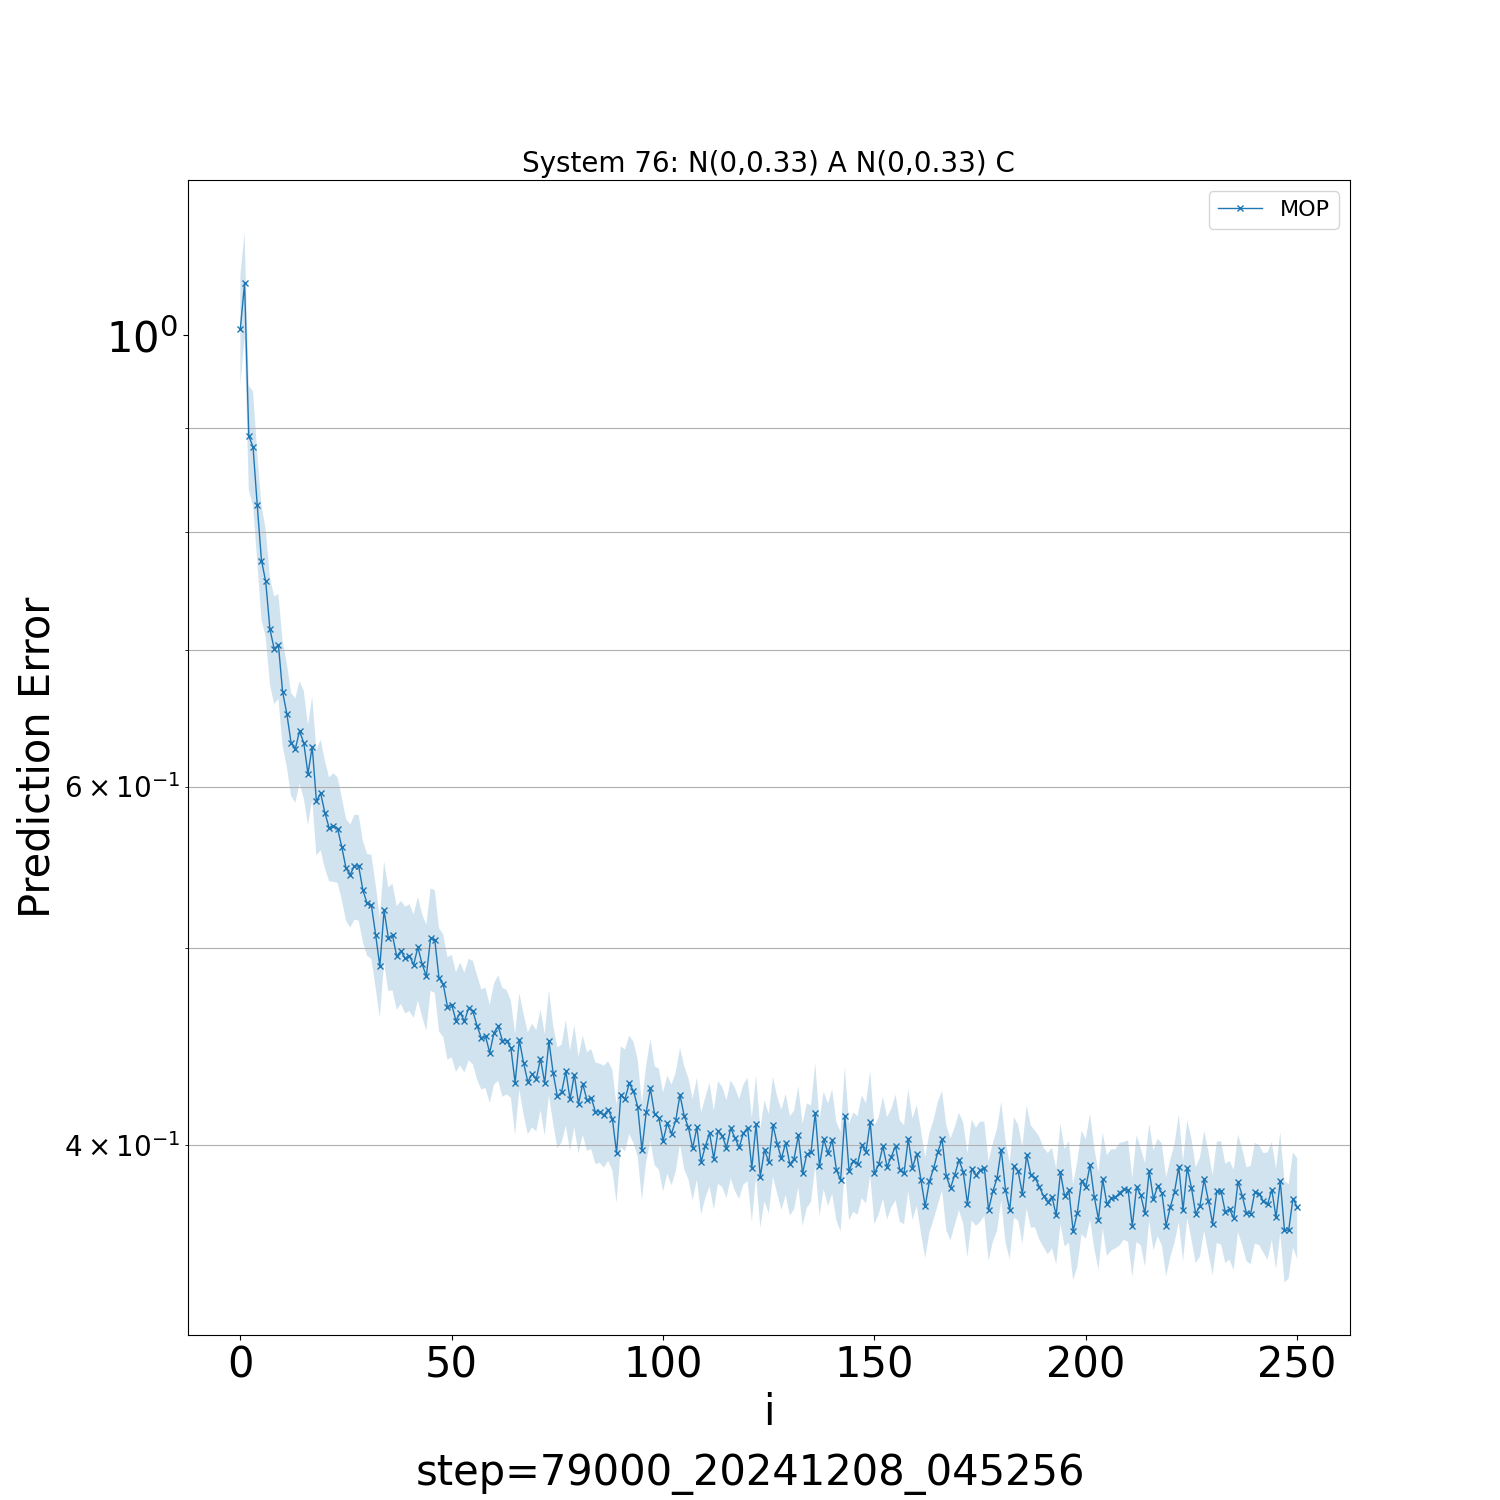 System 76: N(0,0.33) A N(0,0.33) C
MOP
Prediction Error
10⁰
6 × 10⁻¹
4 × 10⁻¹
0 50 100 150 200 250
i
step=79000_20241208_045256